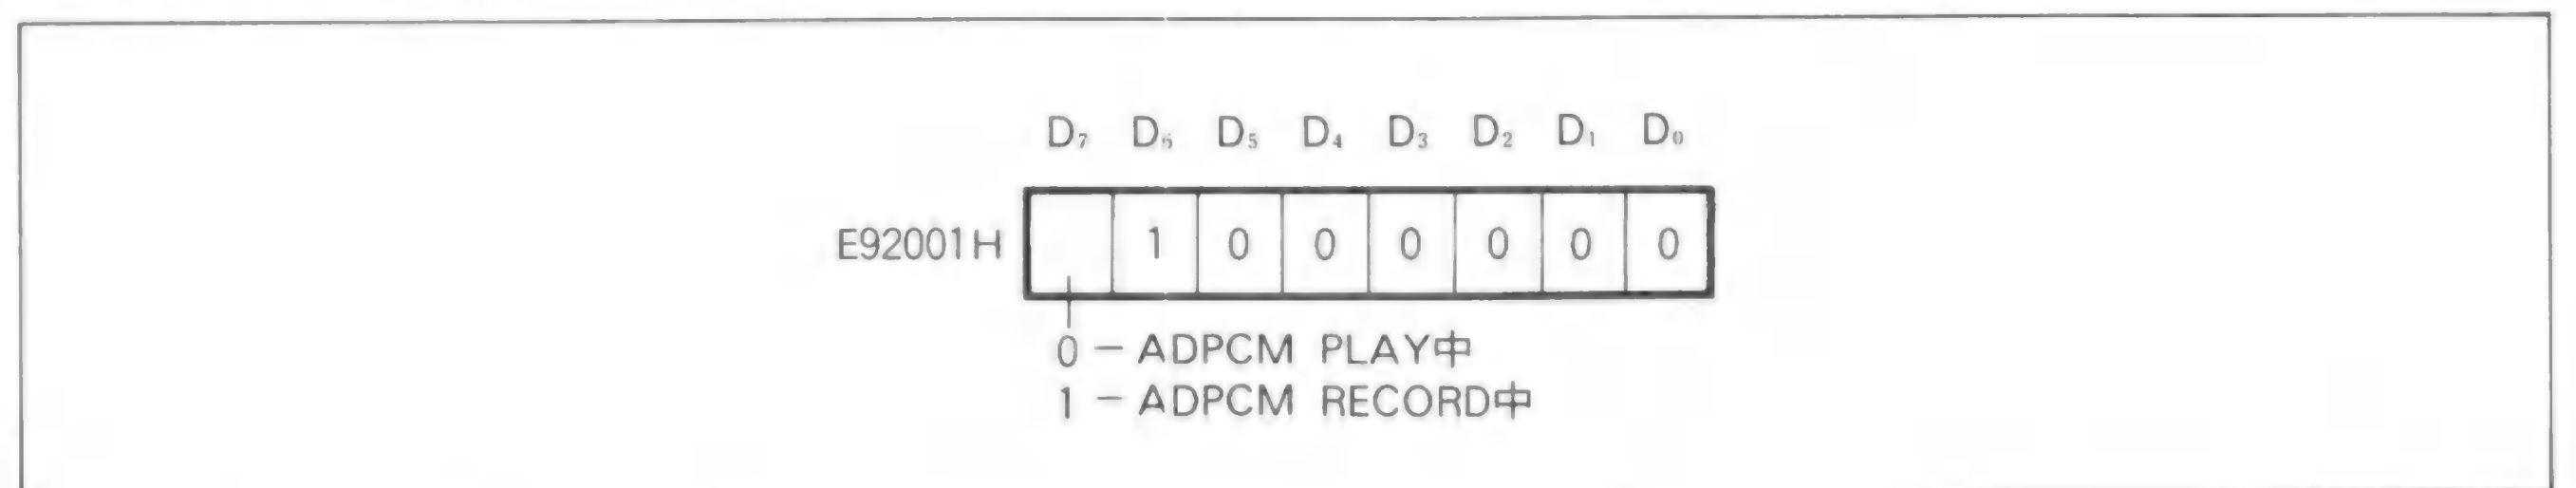 D₇ D₆ D₅ D₄ D₃ D₂ D₁ D₀
E92001H 1 0 0 0 0 0 0
0 － ADPCM PLAY中
1 － ADPCM RECORD中